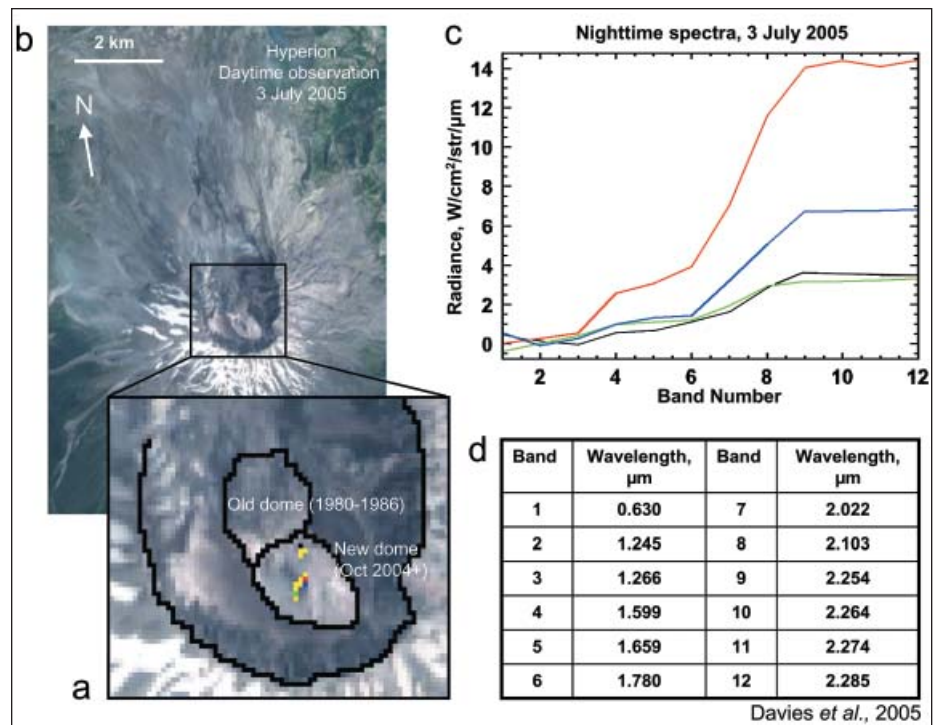 b
2 km
Hyperion
Daytime observation
3 July 2005
N
Old dome (1980-1986)
New dome
(Oct 2004+)
a
c
Nighttime spectra, 3 July 2005
Radiance, W/cm²/str/µm
14
12
10
8
6
4
2
0
2 4 6 8 10 12
Band Number
d
Band Wavelength, µm Band Wavelength, µm
1 0.630 7 2.022
2 1.245 8 2.103
3 1.266 9 2.254
4 1.599 10 2.264
5 1.659 11 2.274
6 1.780 12 2.285
Davies et al., 2005